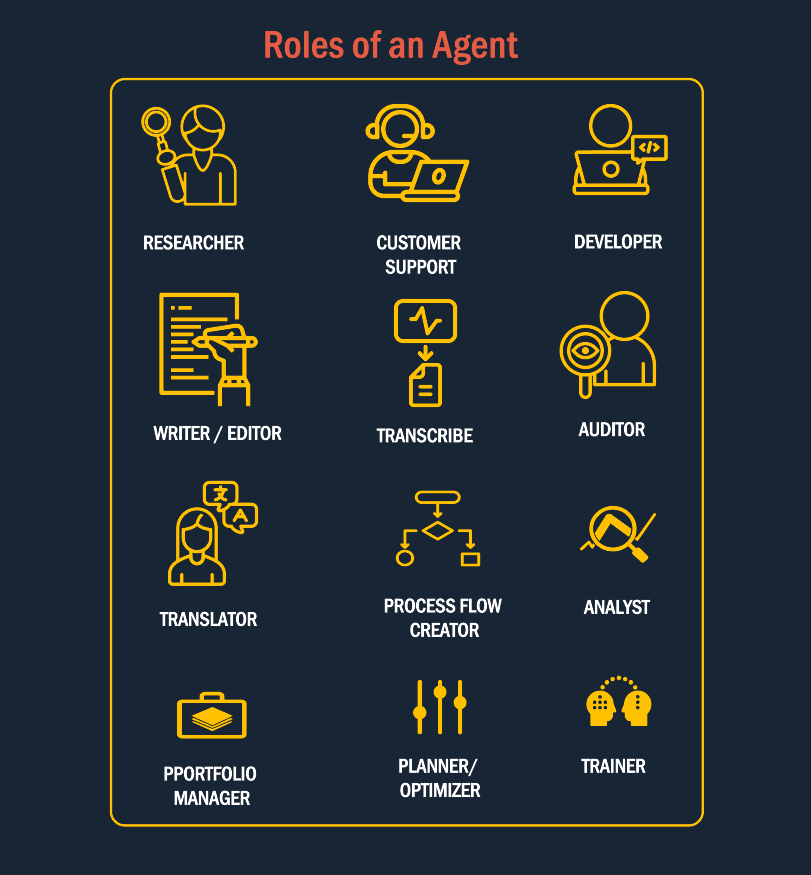 Roles of an Agent
RESEARCHER
CUSTOMER
SUPPORT
DEVELOPER
</>
WRITER / EDITOR
TRANSCRIBE
AUDITOR
文
A
TRANSLATOR
PROCESS FLOW
CREATOR
ANALYST
PPORTFOLIO
MANAGER
PLANNER/
OPTIMIZER
TRAINER